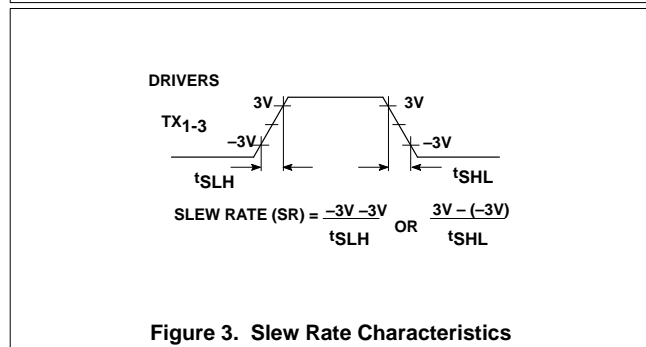 DRIVERS
3V
3V
TX1-3
–3V
–3V
tSLH
tSHL
SLEW RATE (SR) = –3V –3V / tSLH OR 3V – (–3V) / tSHL
Figure 3. Slew Rate Characteristics